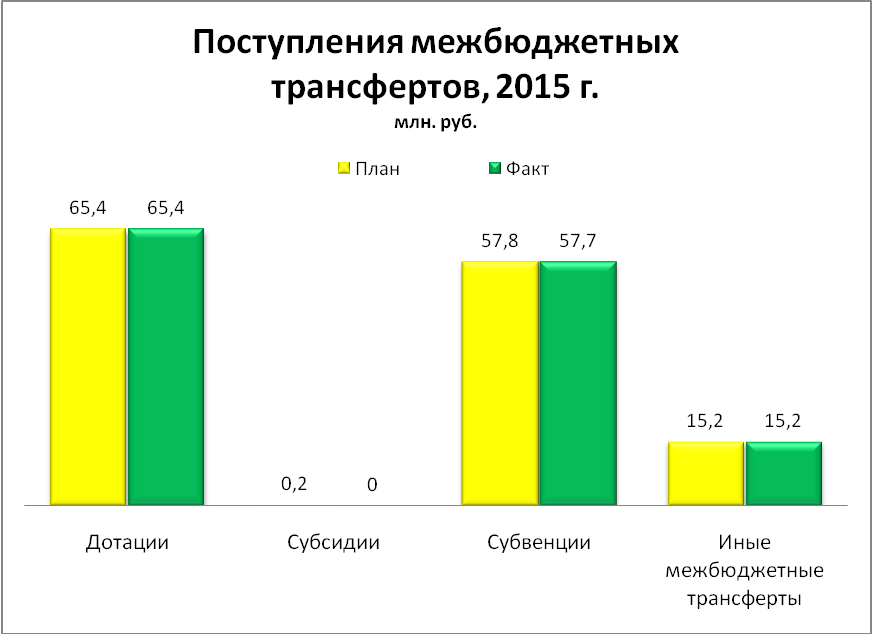 Поступления межбюджетных
трансфертов, 2015 г.
млн. руб.
План Факт
65,4 65,4
57,8 57,7
15,2 15,2
0,2 0
Дотации Субсидии Субвенции Иные
межбюджетные
трансферты